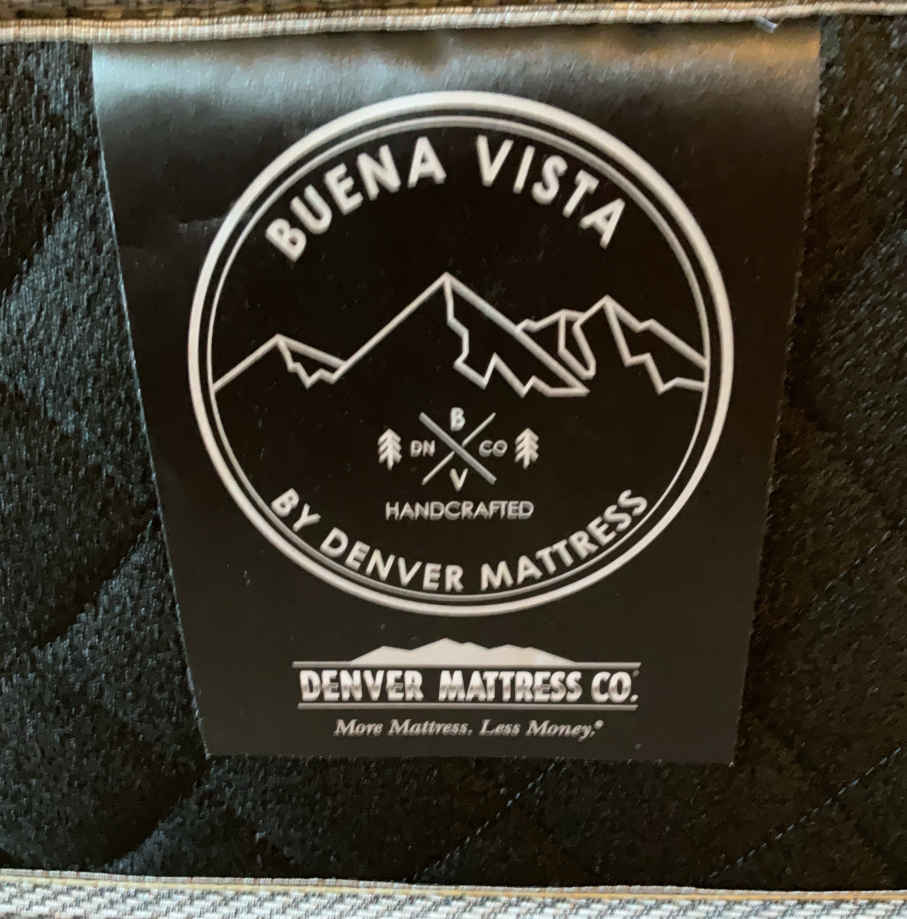 BUENA VISTA
B
DN CO
V
HANDCRAFTED
BY DENVER MATTRESS
DENVER MATTRESS CO.®
More Mattress. Less Money.®